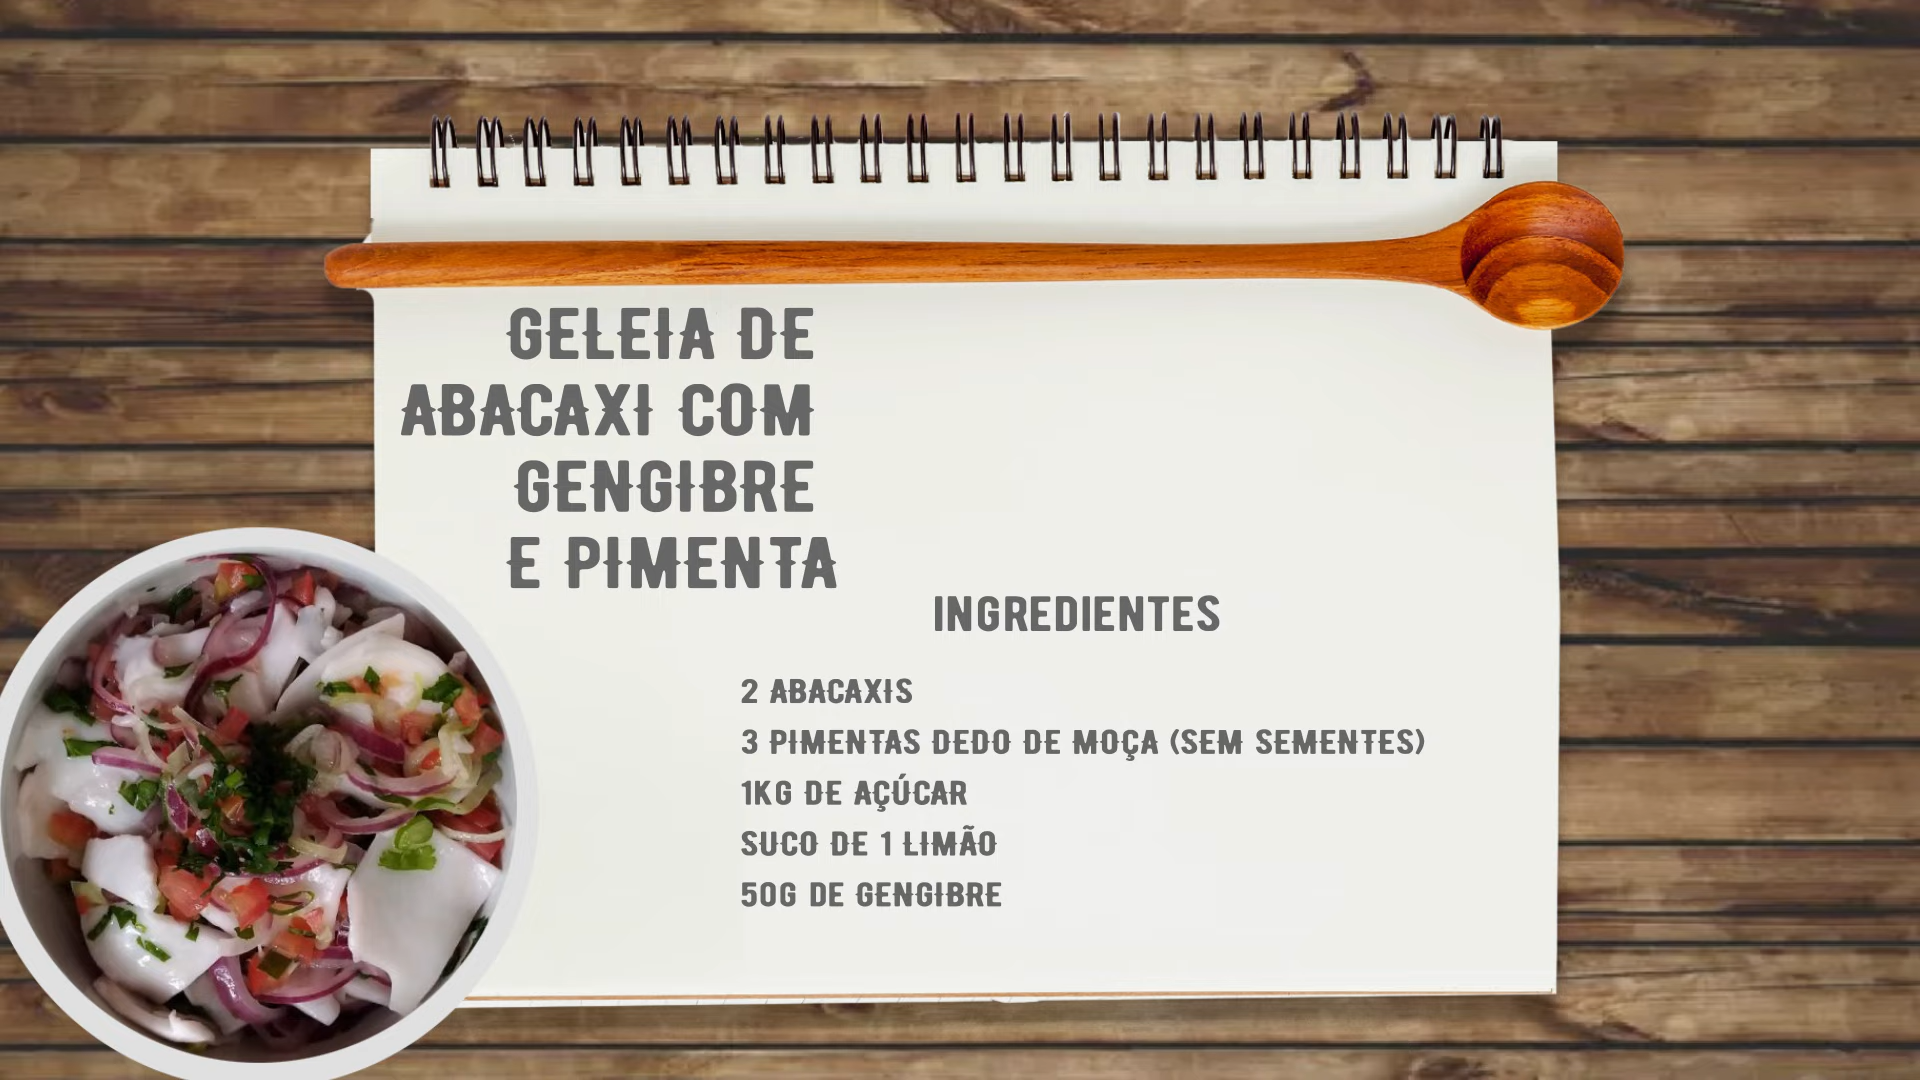 GELEIA DE
ABACAXI COM
GENGIBRE
E PIMENTA
INGREDIENTES
2 ABACAXIS
3 PIMENTAS DEDO DE MOÇA (SEM SEMENTES)
1KG DE AÇÚCAR
SUCO DE 1 LIMÃO
50G DE GENGIBRE